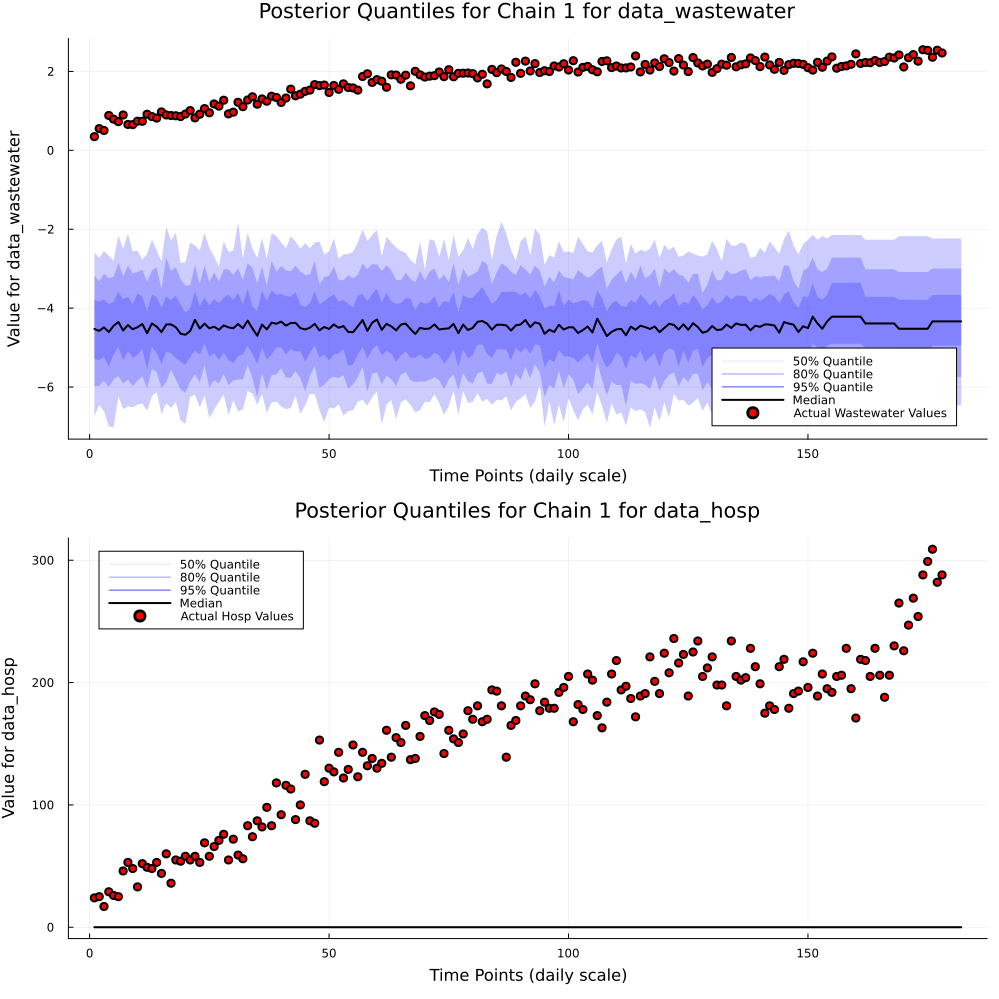 Posterior Quantiles for Chain 1 for data_wastewater
Value for data_wastewater
2
0
−2
−4
−6
50% Quantile
80% Quantile
95% Quantile
Median
Actual Wastewater Values
0
50
100
150
Time Points (daily scale)
Posterior Quantiles for Chain 1 for data_hosp
Value for data_hosp
300
200
100
0
50% Quantile
80% Quantile
95% Quantile
Median
Actual Hosp Values
0
50
100
150
Time Points (daily scale)